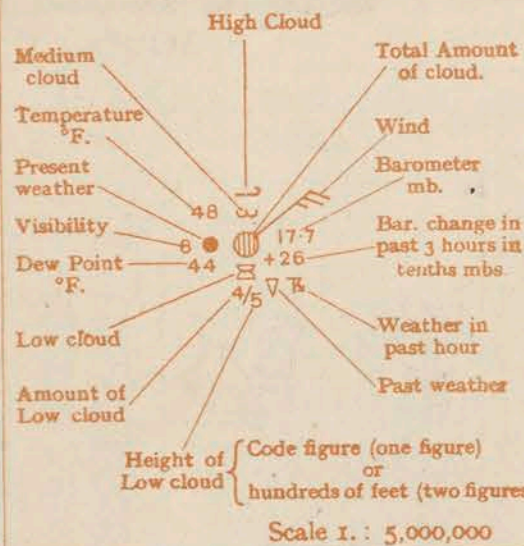 High Cloud
Medium
cloud
Total Amount
of cloud.
Temperature
°F.
Wind
Present
weather
Barometer
mb.
48
Visibility
8
17·7
Bar. change in
past 3 hours in
tenths mbs
Dew Point
°F.
44
+26
4/5
Low cloud
Weather in
past hour
Amount of
Low cloud
Past weather
Height of
Low cloud
Code figure (one figure)
or
hundreds of feet (two figures
Scale 1. : 5,000,000